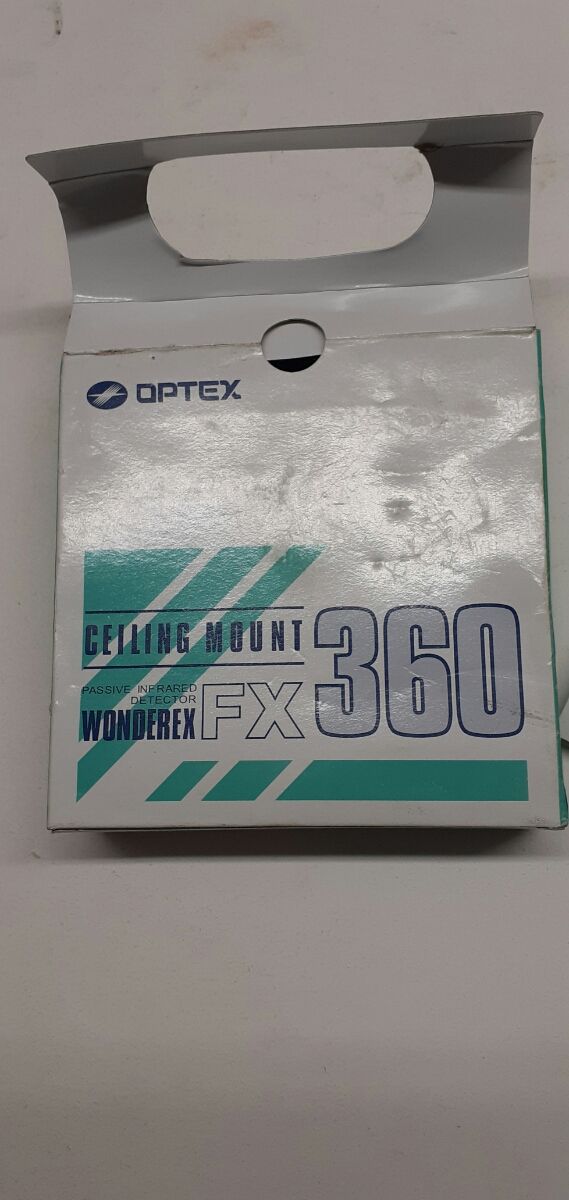 OPTEX
CEILING MOUNT
PASSIVE INFRARED
DETECTOR
WONDEREX FX 360